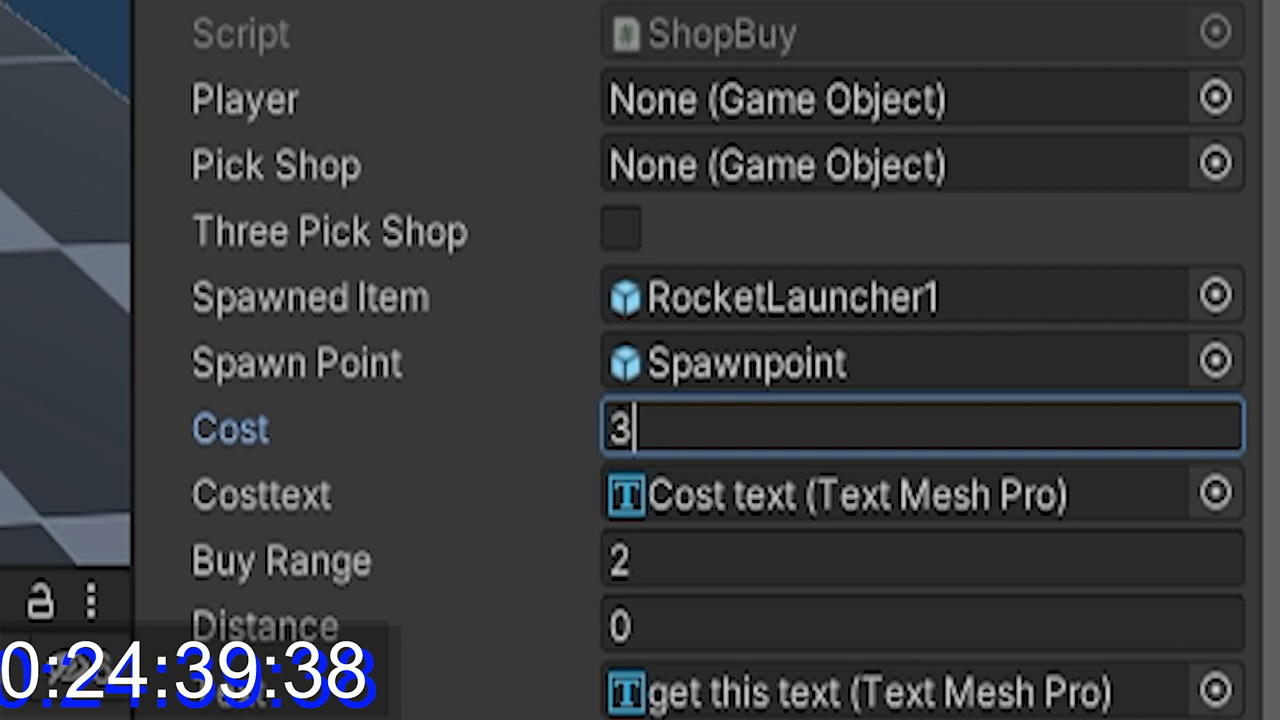 Script ShopBuy
Player None (Game Object)
Pick Shop None (Game Object)
Three Pick Shop
Spawned Item RocketLauncher1
Spawn Point Spawnpoint
Cost 3
Costtext Cost text (Text Mesh Pro)
Buy Range 2
Distance 0
get this text (Text Mesh Pro)
0:24:39:38